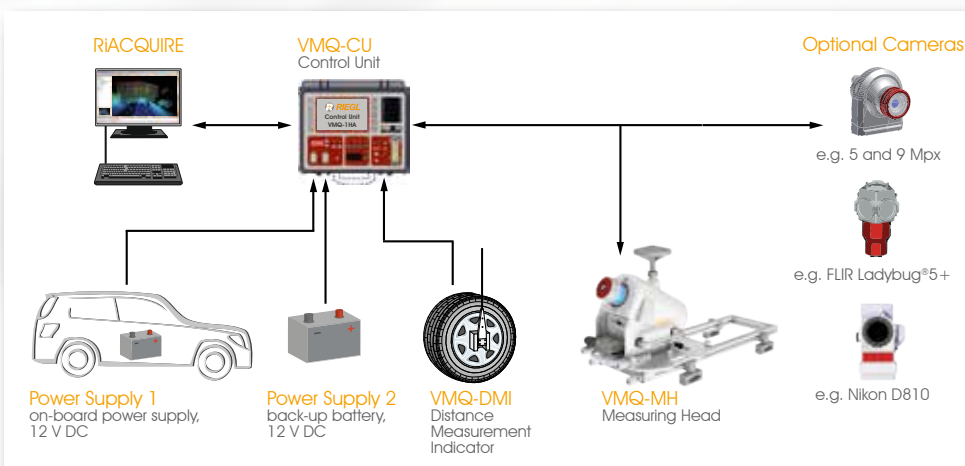 RiACQUIRE
VMQ-CU
Control Unit
Optional Cameras
RIEGL
Control Unit
VMQ-1HA
e.g. 5 and 9 Mpx
e.g. FLIR Ladybug®5+
e.g. Nikon D810
Power Supply 1
on-board power supply,
12 V DC
Power Supply 2
back-up battery,
12 V DC
VMQ-DMI
Distance
Measurement
Indicator
VMQ-MH
Measuring Head